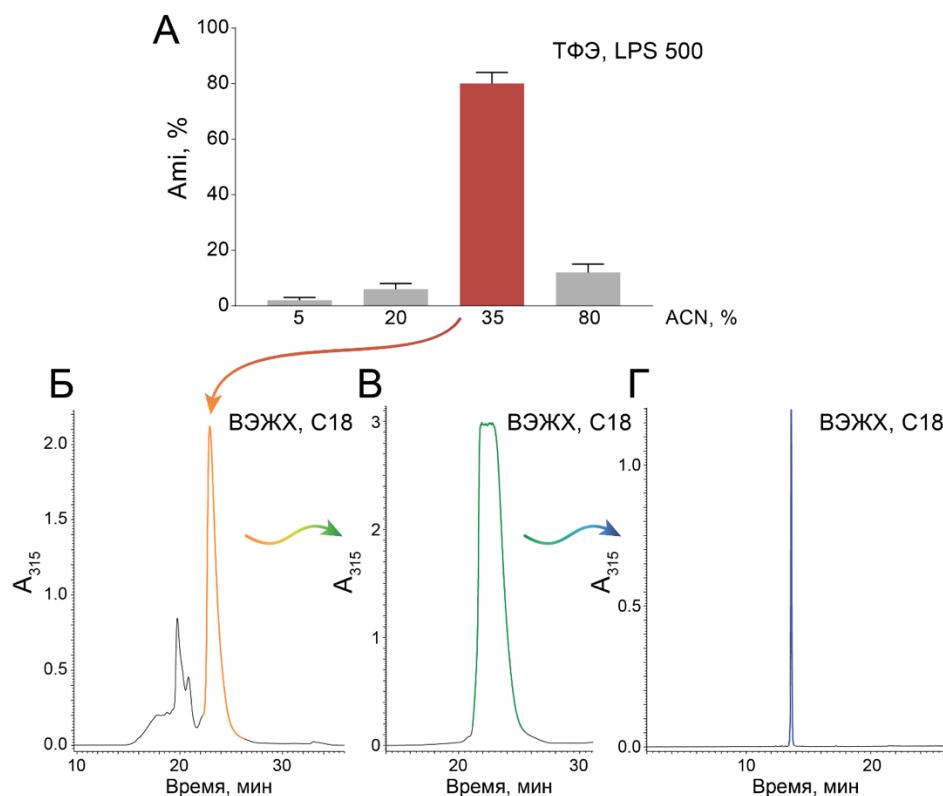 А
ТФЭ, LPS 500
Ami, %
100
80
60
40
20
0
5 20 35 80 ACN, %
Б
ВЭЖХ, С18
A315
2.0
1.5
1.0
0.5
0.0
10 20 30
Время, мин
В
ВЭЖХ, С18
A315
3
2
1
0
20 30
Время, мин
Г
ВЭЖХ, С18
A315
1.0
0.5
0.0
10 20
Время, мин